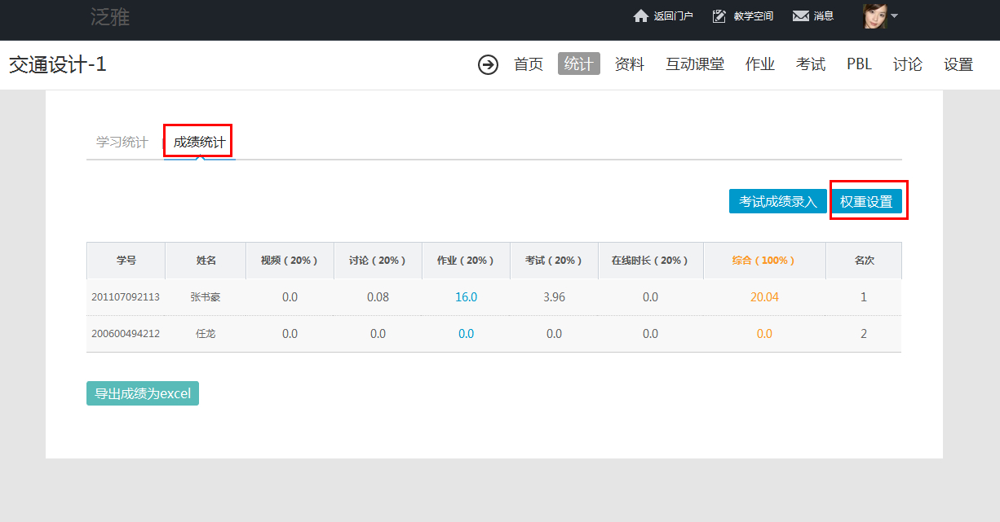 泛雅 返回门户 教学空间 消息
交通设计-1 首页 统计 资料 互动课堂 作业 考试 PBL 讨论 设置
学习统计 成绩统计
考试成绩录入 权重设置
学号 姓名 视频（20%） 讨论（20%） 作业（20%） 考试（20%） 在线时长（20%） 综合（100%） 名次
201107092113 张书豪 0.0 0.08 16.0 3.96 0.0 20.04 1
200600494212 任龙 0.0 0.0 0.0 0.0 0.0 0.0 2
导出成绩为excel